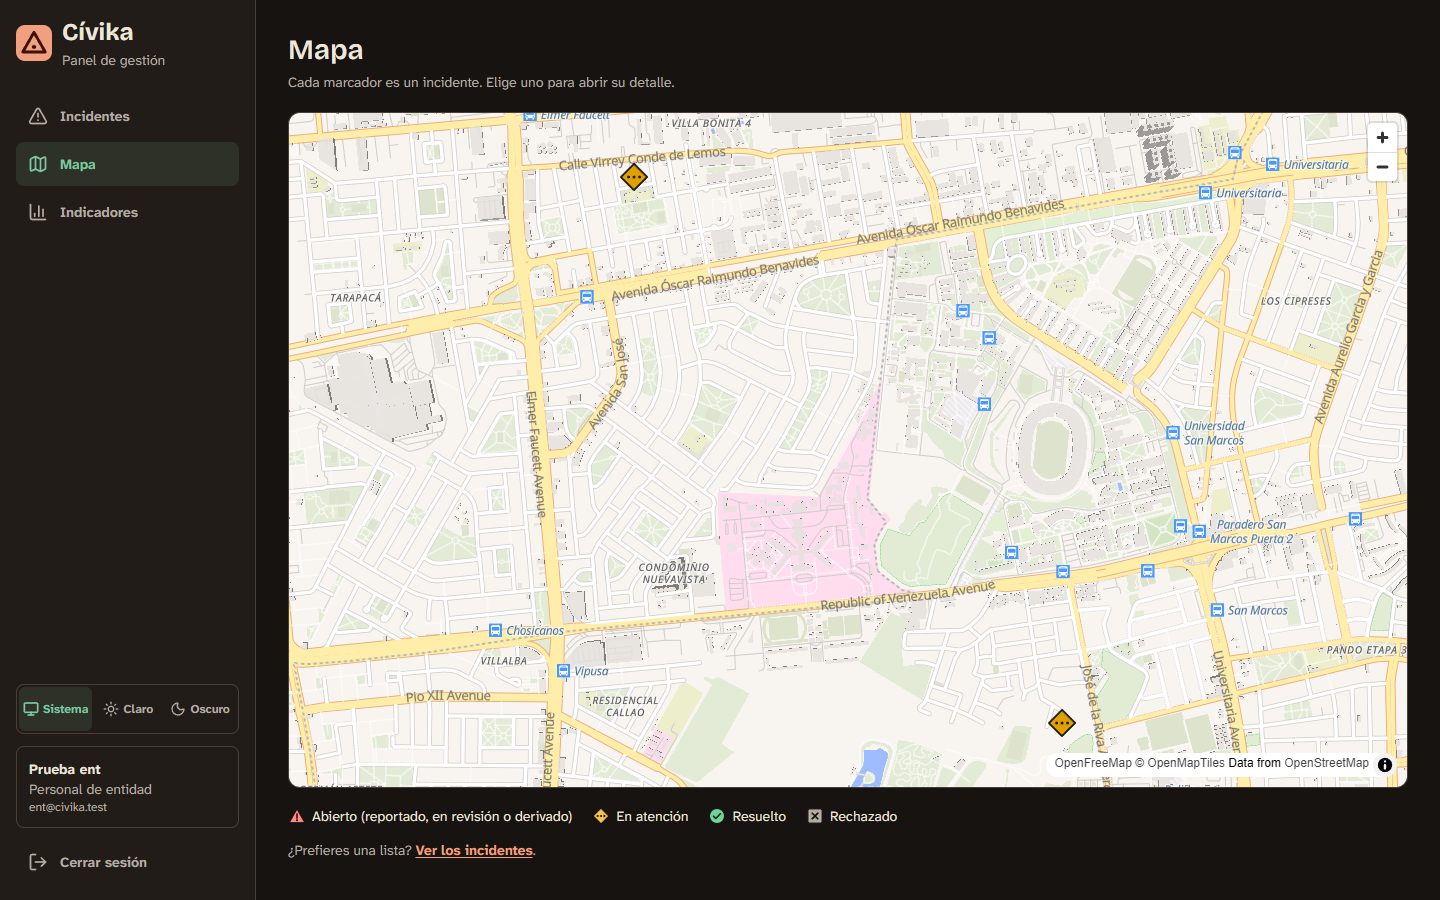 Cívika
Panel de gestión
Incidentes
Mapa
Indicadores
Sistema
Claro
Oscuro
Prueba ent
Personal de entidad
ent@civika.test
Cerrar sesión
Mapa
Cada marcador es un incidente. Elige uno para abrir su detalle.
Elmer Faucett
VILLA BONITA 4
Calle Virrey Conde de Lemos
Universitaria
Universitaria
Avenida Óscar Raimundo Benavides
Avenida Óscar Raimundo Benavides
TARAPACÁ
LOS CIPRESES
Avenida San José
Elmer Faucett Avenue
Avenida Aurelio García y García
Universidad
San Marcos
Paradero San
Marcos Puerta 2
CONDOMINIO
NUEVAVISTA
Republic of Venezuela Avenue
Chosicanos
San Marcos
VILLALBA
Vipusa
PANDO ETAPA 3
Pio XII Avenue
RESIDENCIAL
CALLAO
José de la Riva
Universitaria Aven
ucett Avenue
+
−
OpenFreeMap © OpenMapTiles Data from OpenStreetMap
Abierto (reportado, en revisión o derivado)
En atención
Resuelto
Rechazado
¿Prefieres una lista? Ver los incidentes.